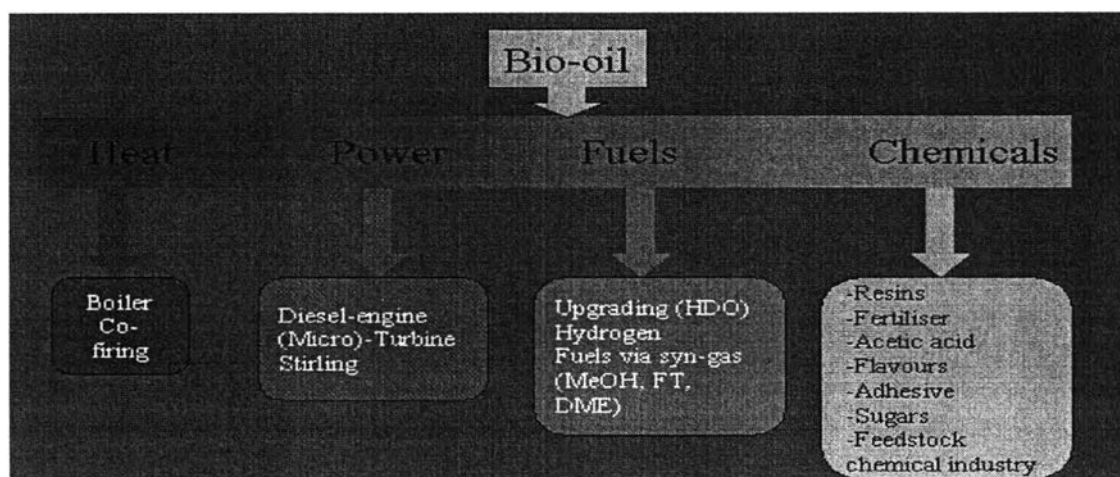 Bio-oil
Heat
Power
Fuels
Chemicals
Boiler
Co-
firing
Diesel-engine
(Micro)-Turbine
Stirling
Upgrading (HDO)
Hydrogen
Fuels via syn-gas
(MeOH, FT,
DME)
-Resins
-Fertiliser
-Acetic acid
-Flavours
-Adhesive
-Sugars
-Feedstock
chemical industry